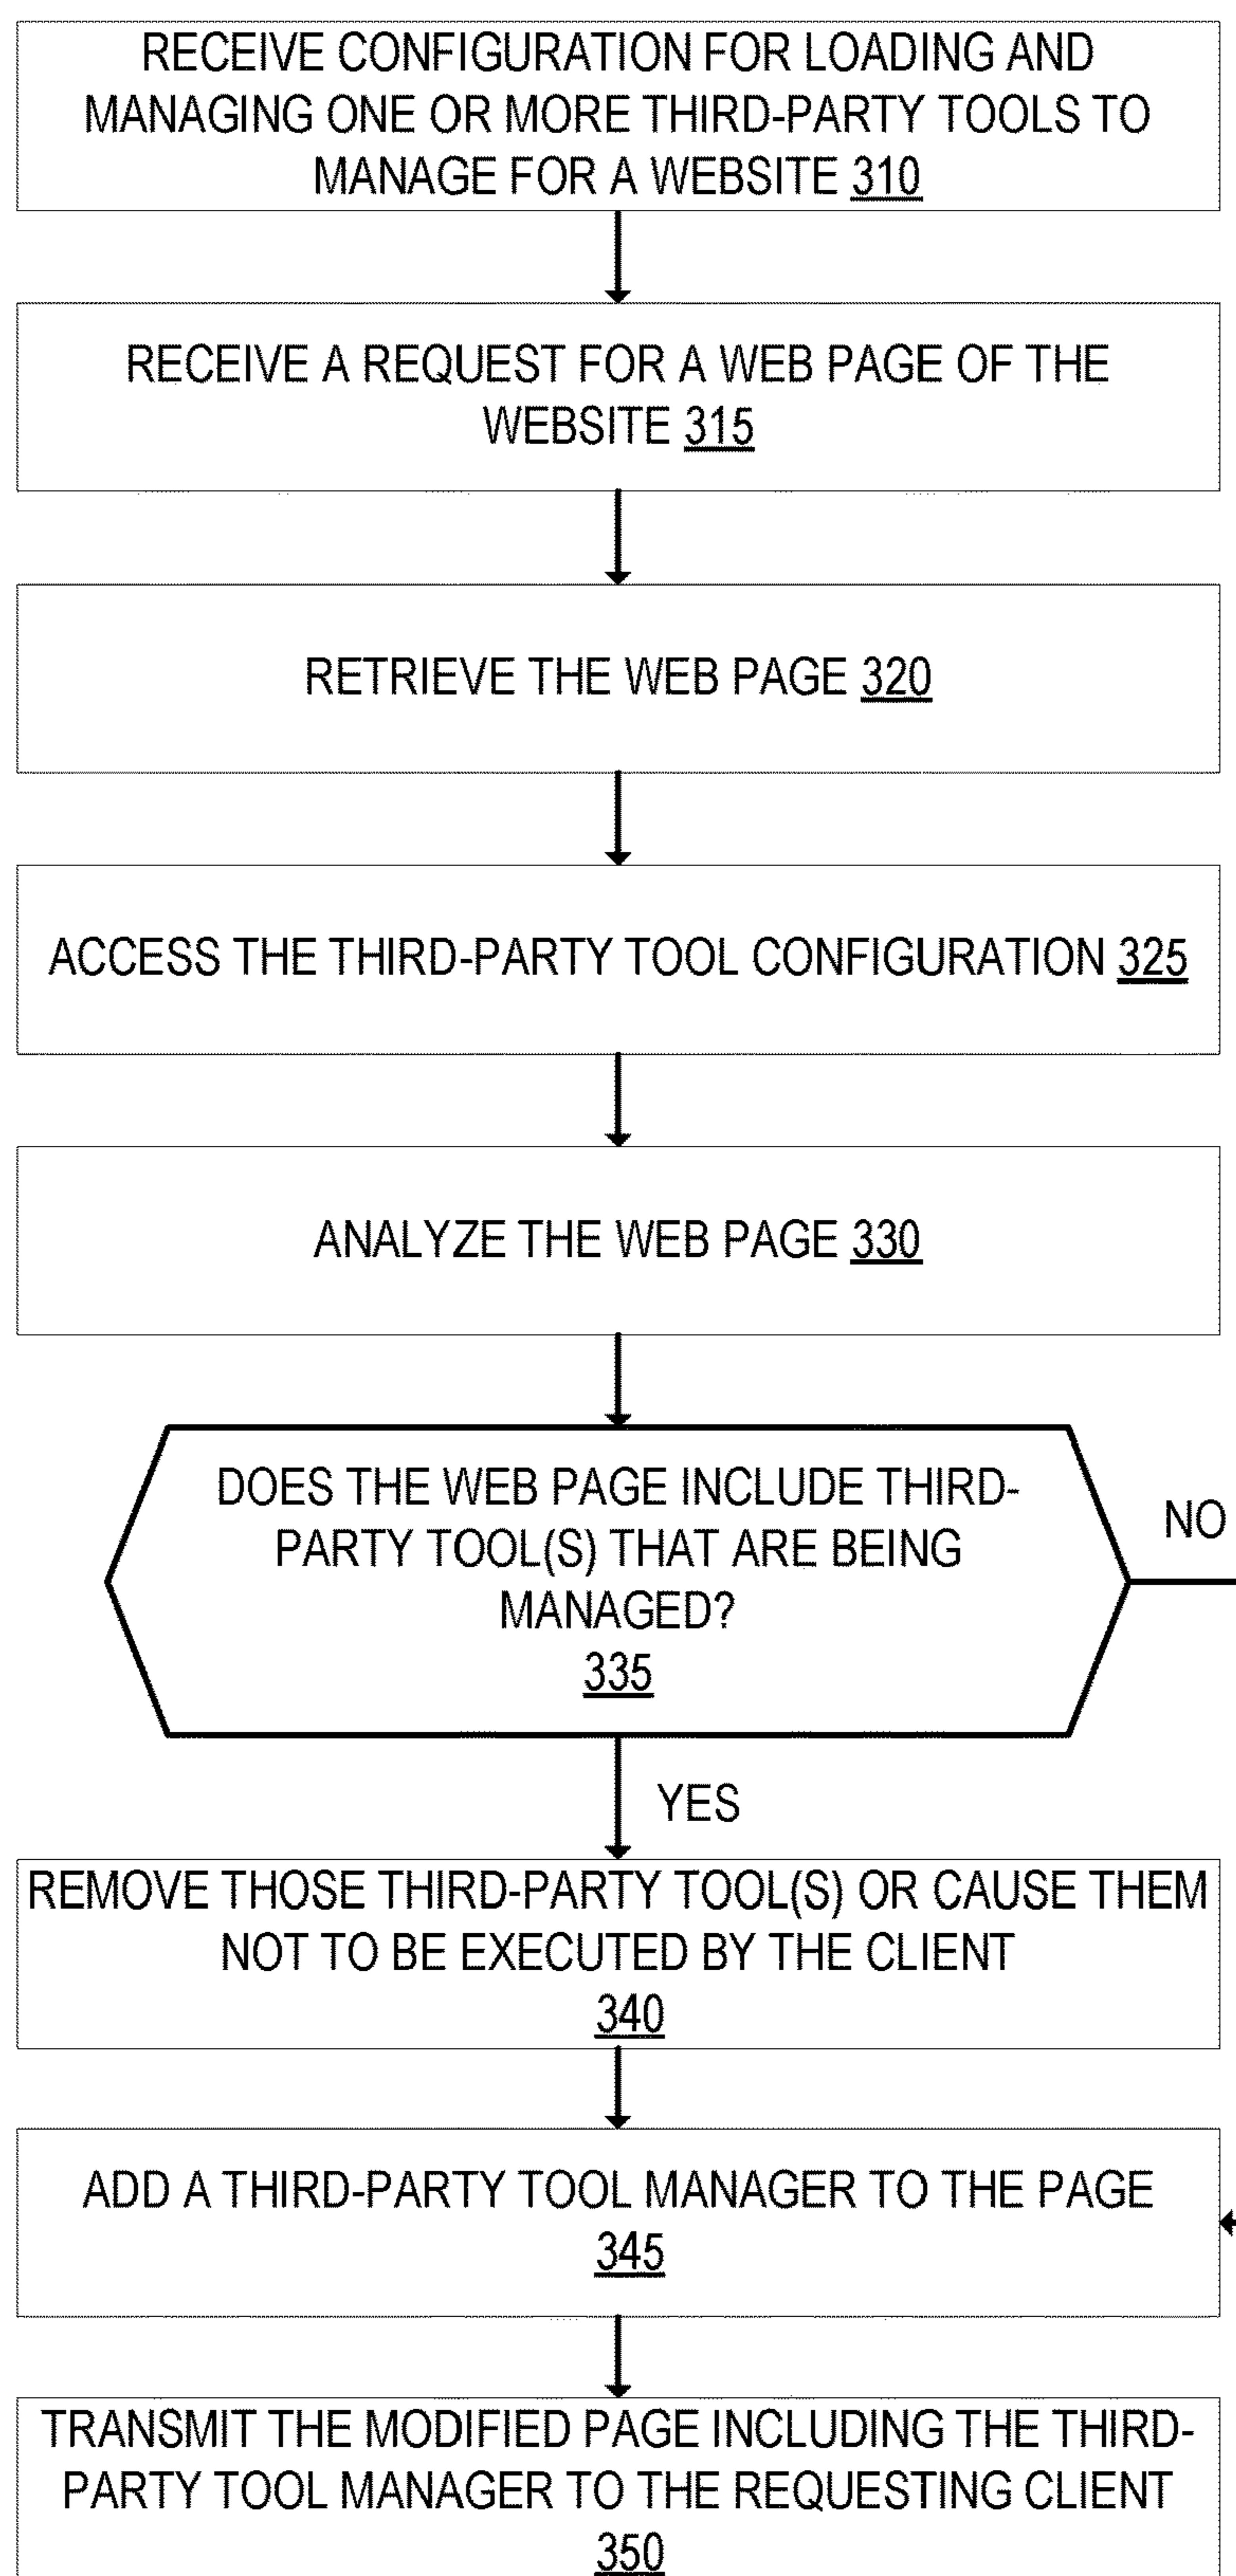 RECEIVE CONFIGURATION FOR LOADING AND
MANAGING ONE OR MORE THIRD-PARTY TOOLS TO
MANAGE FOR A WEBSITE 310
RECEIVE A REQUEST FOR A WEB PAGE OF THE
WEBSITE 315
RETRIEVE THE WEB PAGE 320
ACCESS THE THIRD-PARTY TOOL CONFIGURATION 325
ANALYZE THE WEB PAGE 330
DOES THE WEB PAGE INCLUDE THIRD-
PARTY TOOL(S) THAT ARE BEING
MANAGED?
335
NO
YES
REMOVE THOSE THIRD-PARTY TOOL(S) OR CAUSE THEM
NOT TO BE EXECUTED BY THE CLIENT
340
ADD A THIRD-PARTY TOOL MANAGER TO THE PAGE
345
TRANSMIT THE MODIFIED PAGE INCLUDING THE THIRD-
PARTY TOOL MANAGER TO THE REQUESTING CLIENT
350